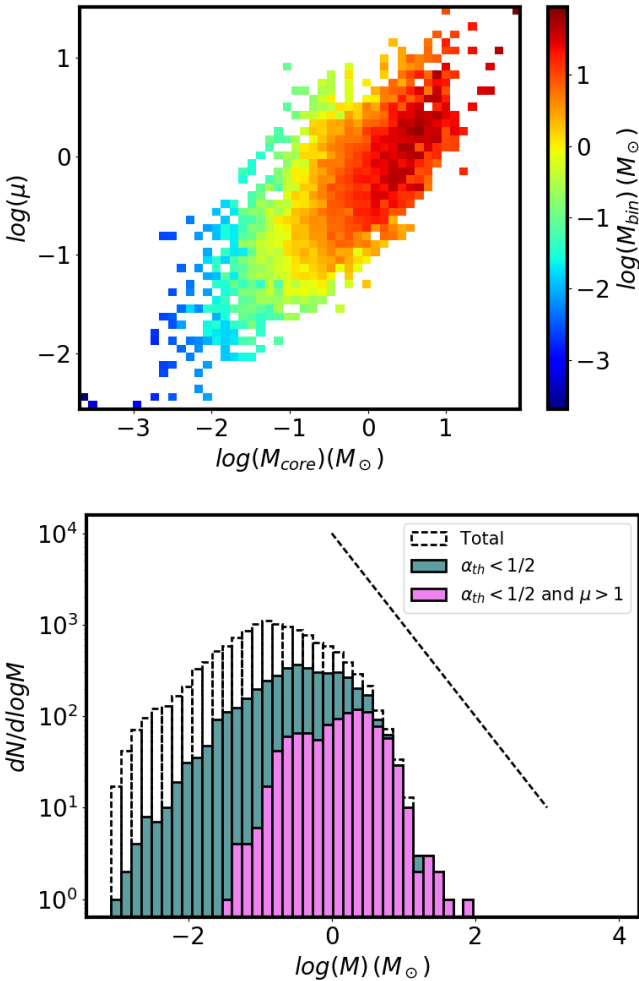 1
0
−1
−2
log(μ)
−3
−2
−1
0
1
log(M_core)(M_⊙)
1
0
−1
−2
−3
log(M_bin) (M_⊙)
10^4
10^3
10^2
10^1
10^0
dN/dlogM
Total
α_th < 1/2
α_th < 1/2 and μ > 1
−2
0
2
4
log(M) (M_⊙)